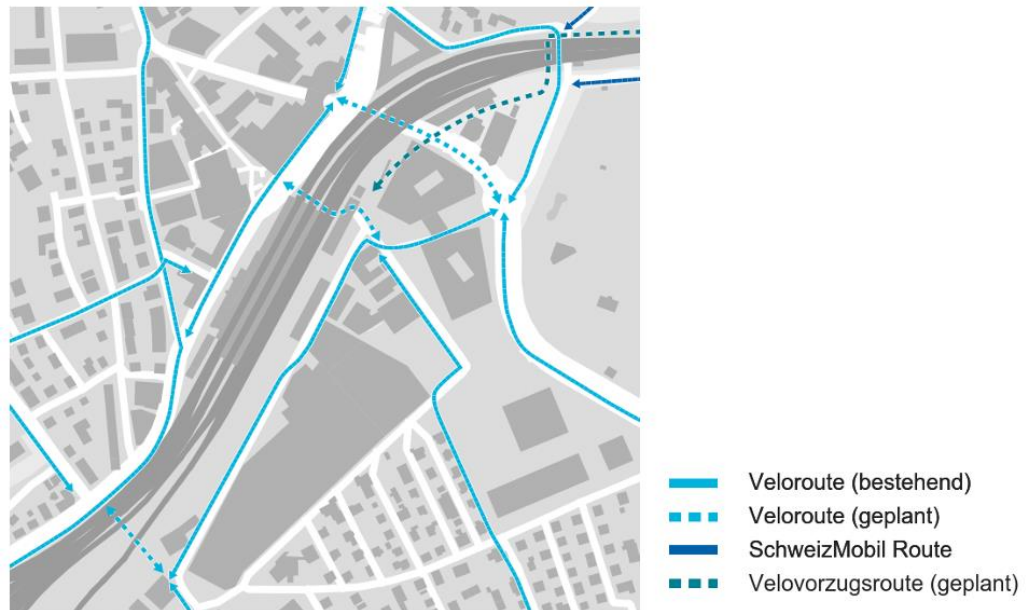 Veloroute (bestehend)
Veloroute (geplant)
SchweizMobil Route
Velovorzugsroute (geplant)